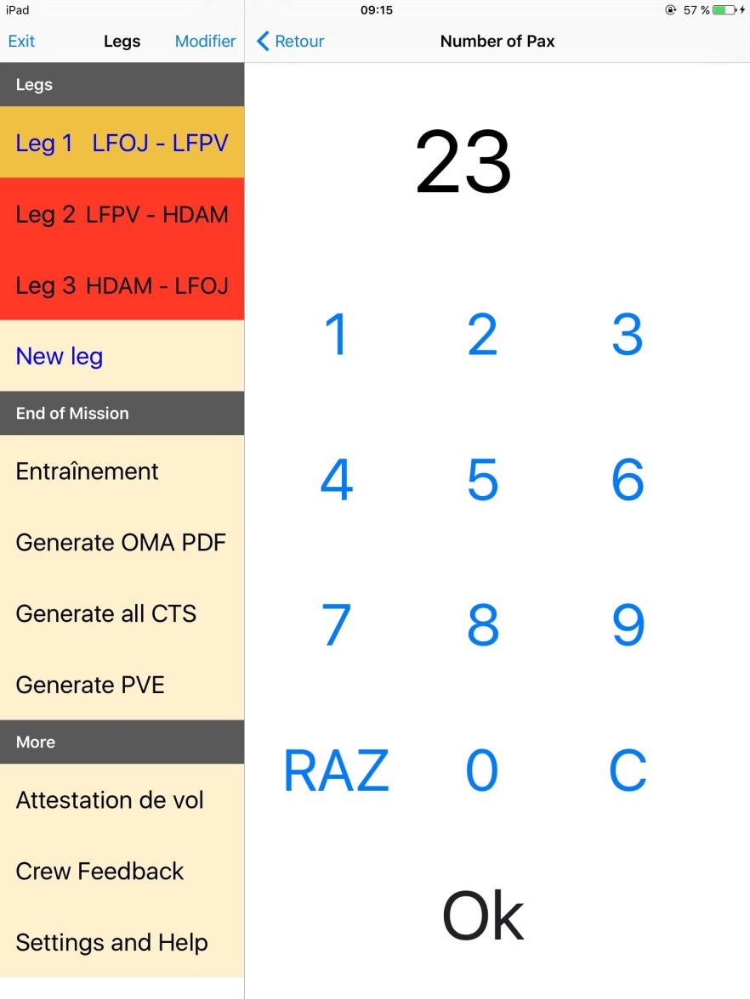 iPad 09:15 57 %
Exit Legs Modifier Retour Number of Pax
Legs
Leg 1 LFOJ - LFPV
Leg 2 LFPV - HDAM
Leg 3 HDAM - LFOJ
New leg
End of Mission
Entraînement
Generate OMA PDF
Generate all CTS
Generate PVE
More
Attestation de vol
Crew Feedback
Settings and Help
23
1 2 3
4 5 6
7 8 9
RAZ 0 C
Ok